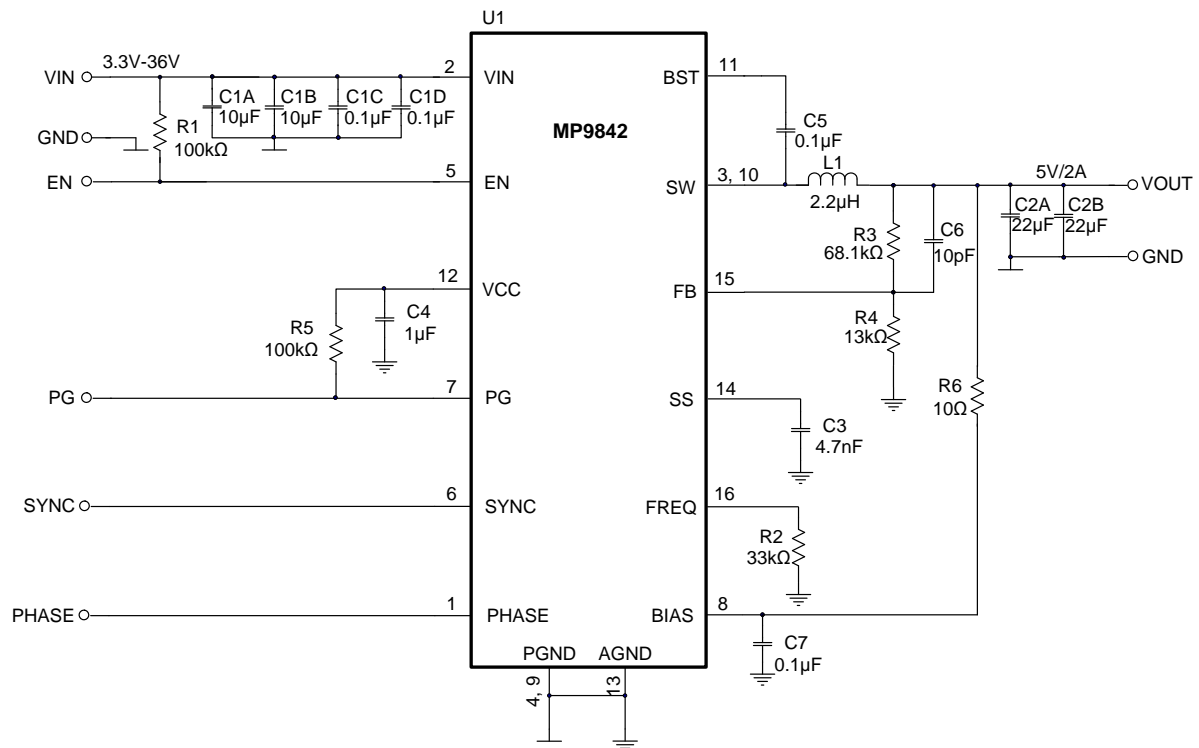 U1
MP9842
3.3V-36V
VIN
GND
EN
R1
100kΩ
C1A
10µF
C1B
10µF
C1C
0.1µF
C1D
0.1µF
2
VIN
5
EN
12
VCC
C4
1µF
R5
100kΩ
PG
7
PG
SYNC
6
SYNC
PHASE
1
PHASE
PGND
AGND
4, 9
13
BST
11
C5
0.1µF
SW
3, 10
L1
2.2µH
5V/2A
VOUT
C2A
22µF
C2B
22µF
GND
R3
68.1kΩ
C6
10pF
FB
15
R4
13kΩ
R6
10Ω
SS
14
C3
4.7nF
FREQ
16
R2
33kΩ
BIAS
8
C7
0.1µF